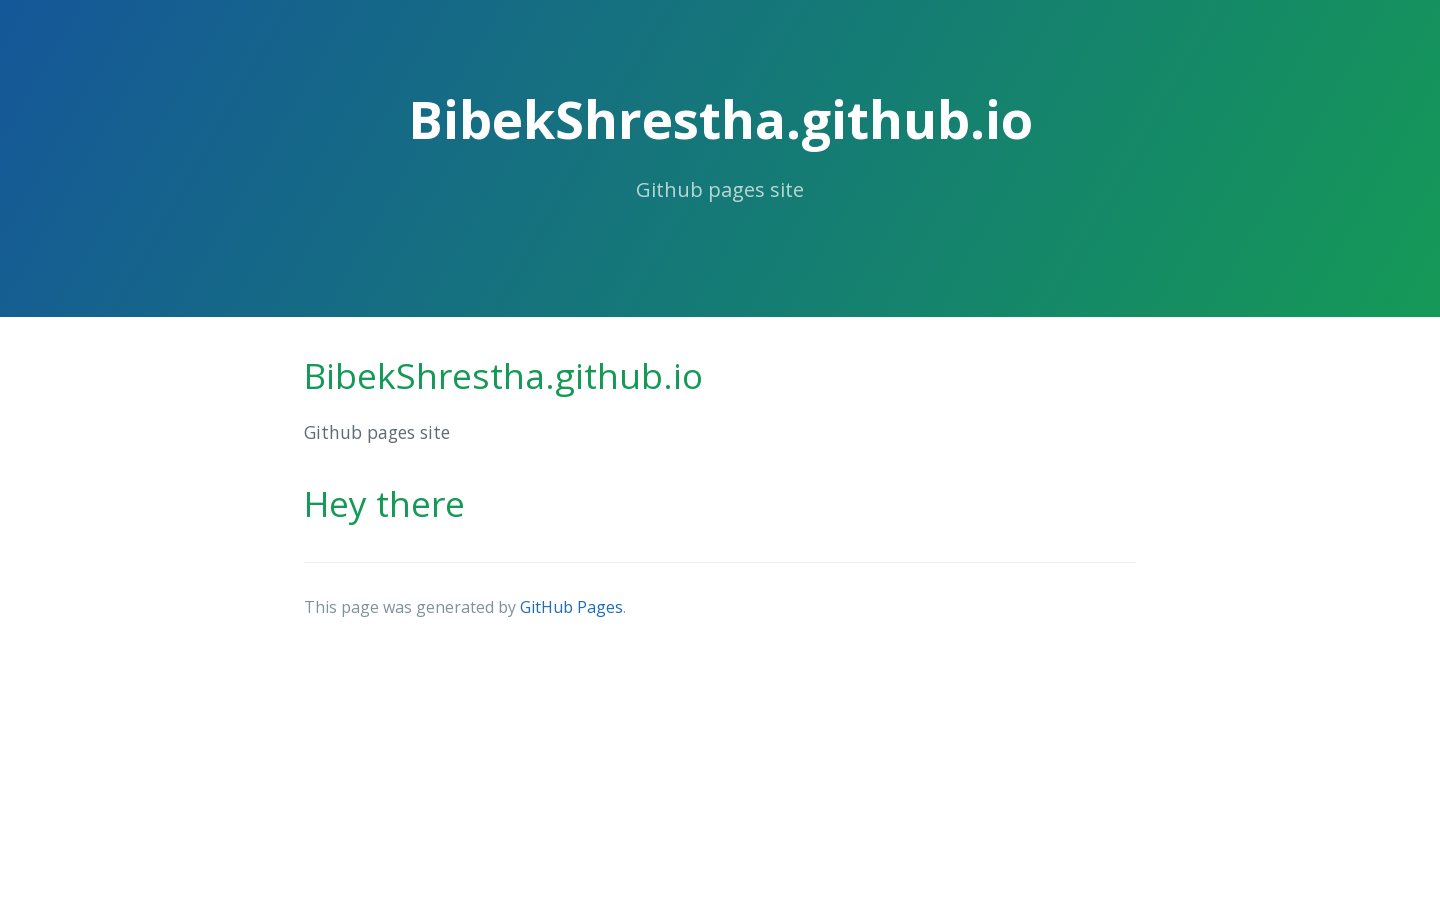 BibekShrestha.github.io
Github pages site
BibekShrestha.github.io
Github pages site
Hey there
This page was generated by GitHub Pages.